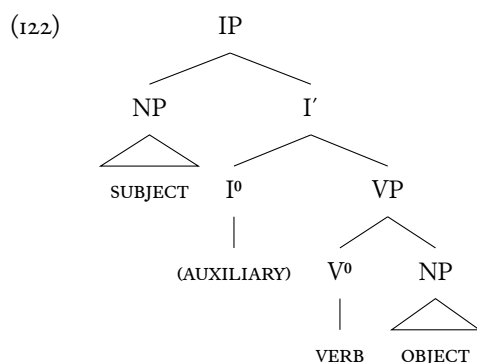 (122) IP
NP I′
SUBJECT I⁰ VP
(AUXILIARY) V⁰ NP
VERB OBJECT